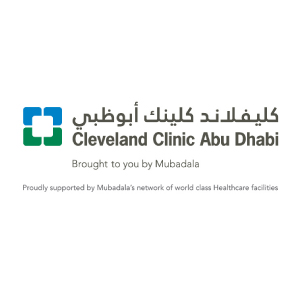 كليفلاند كلينك أبوظبي
Cleveland Clinic Abu Dhabi
Brought to you by Mubadala
Proudly supported by Mubadala's network of world class Healthcare facilities